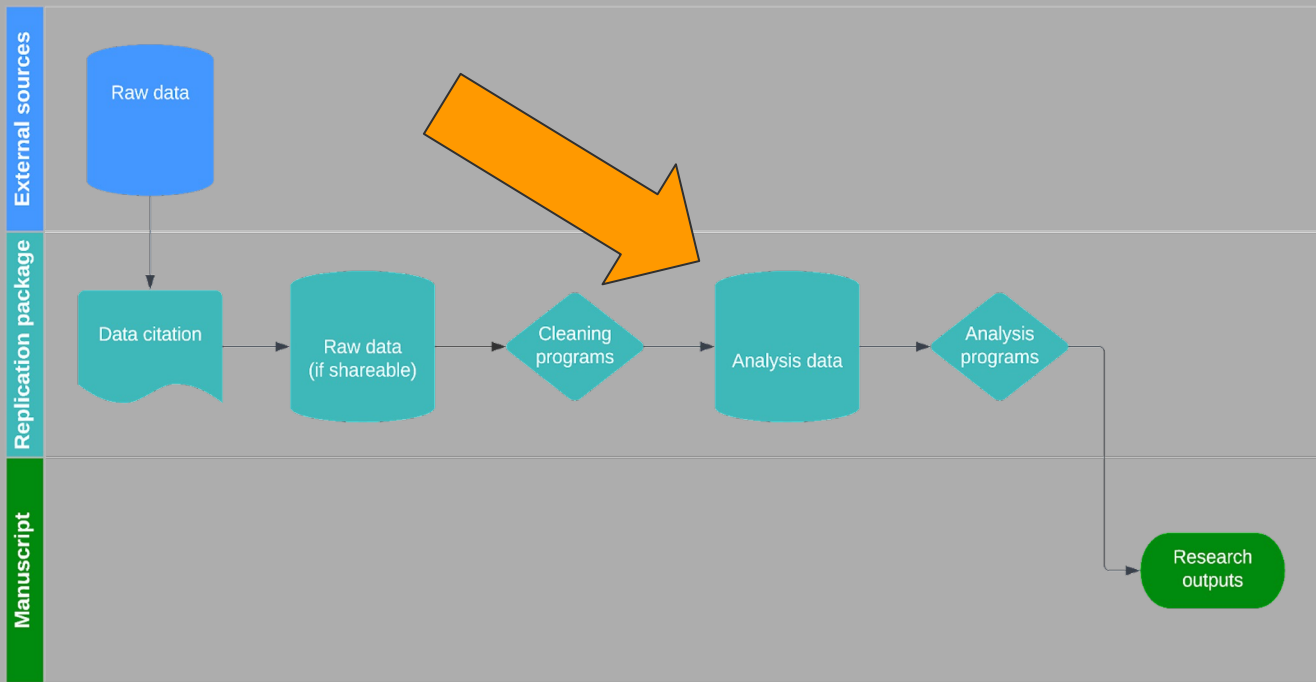 External sources
Raw data
Replication package
Data citation
Raw data
(if shareable)
Cleaning
programs
Analysis data
Analysis
programs
Manuscript
Research
outputs